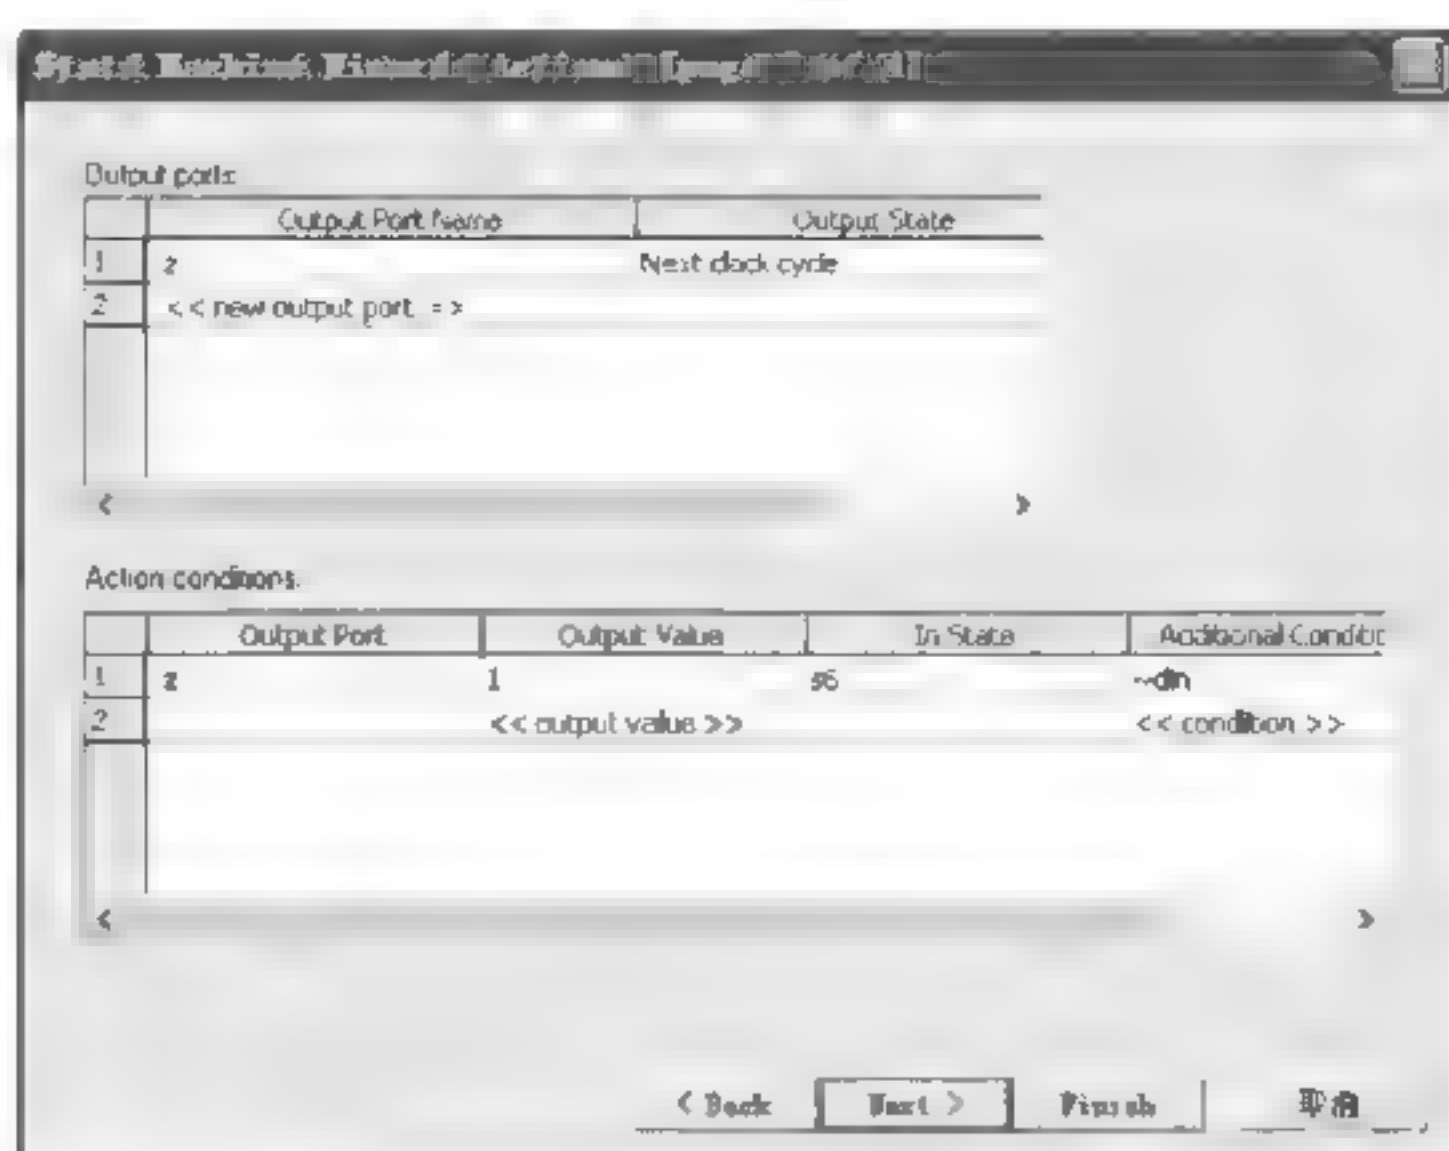 Output ports:
Output Port Name Output State
1 z Next clock cycle
2 << new output port =>
Action conditions:
Output Port Output Value In State Additional Conditic
1 z 1 s6 ~din
2 << output value >> << condition >>
< Back Next > Finish 取消